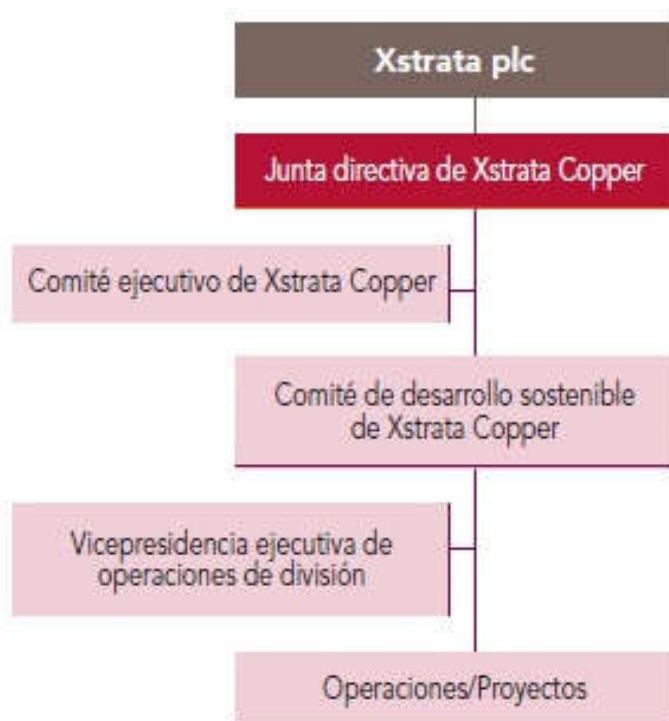 Xstrata plc
Junta directiva de Xstrata Copper
Comité ejecutivo de Xstrata Copper
Comité de desarrollo sostenible
de Xstrata Copper
Vicepresidencia ejecutiva de
operaciones de división
Operaciones/Proyectos